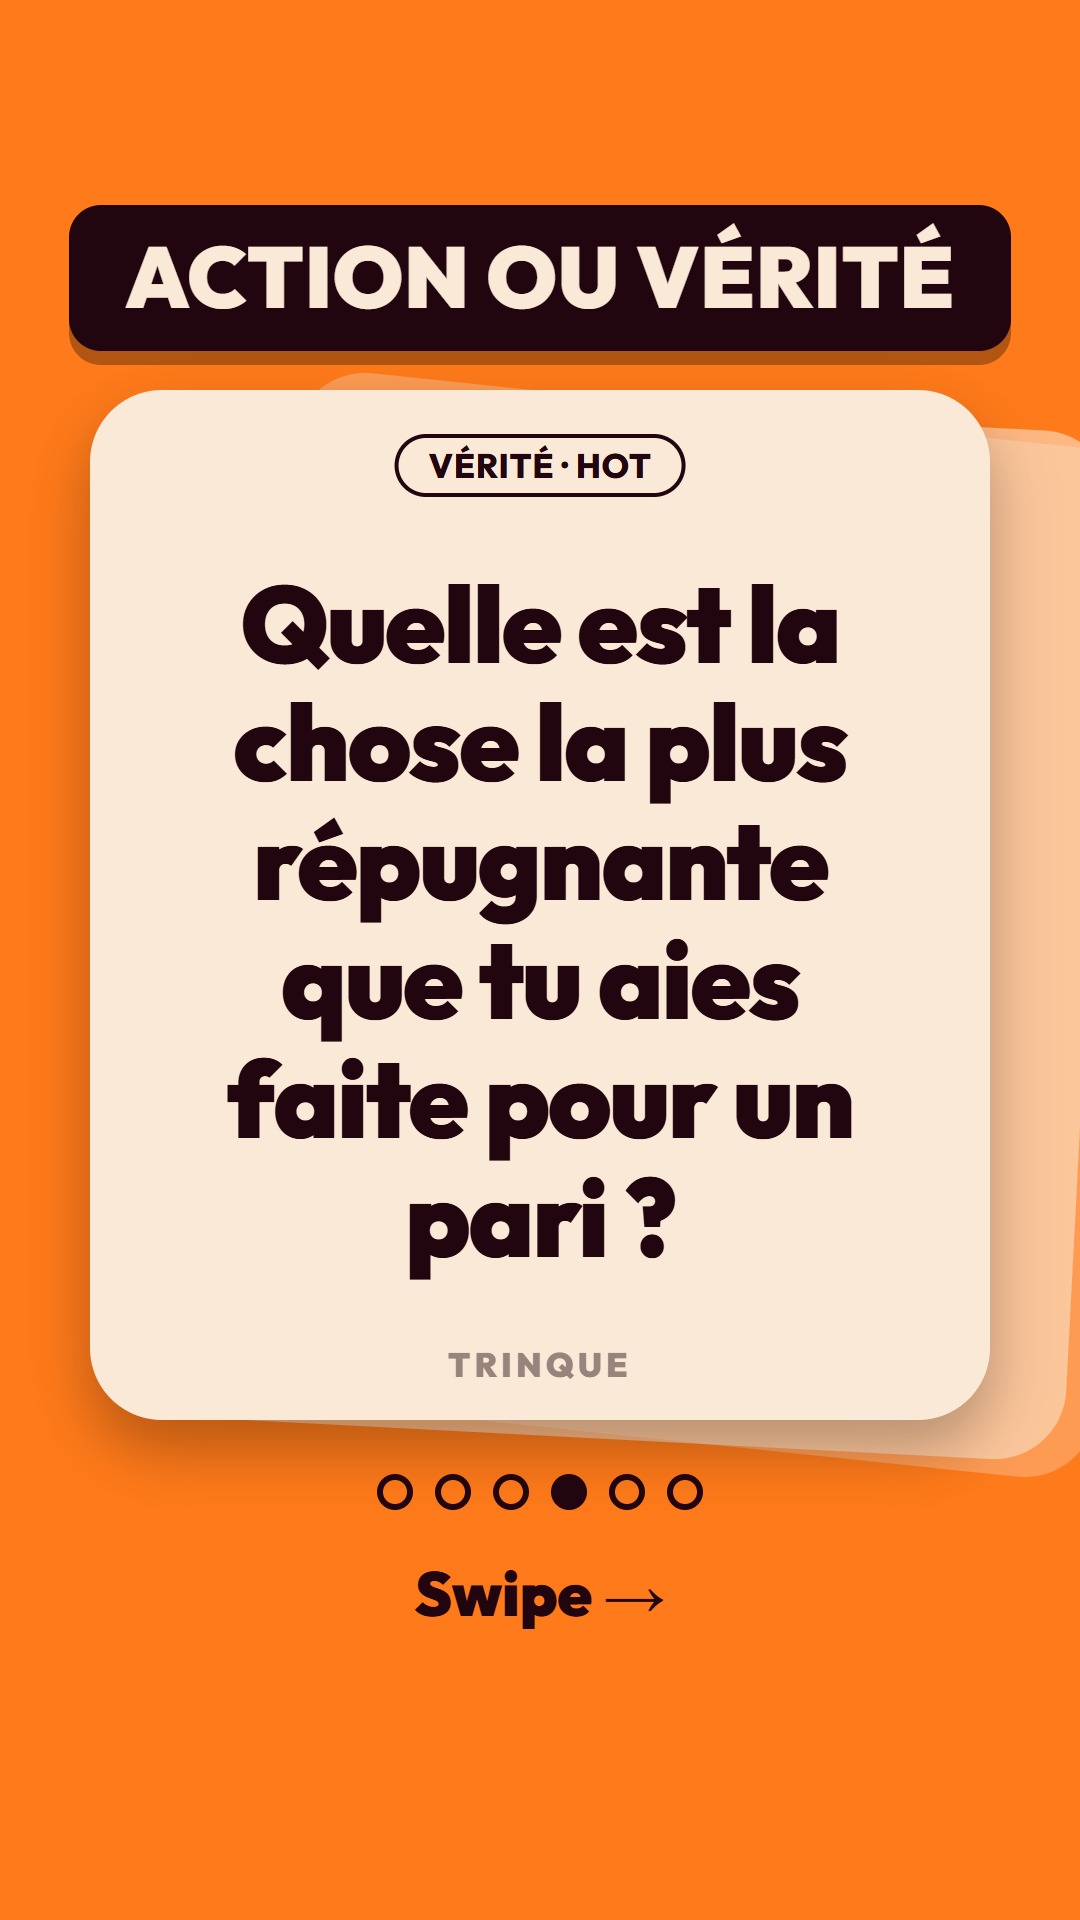 ACTION OU VÉRITÉ
VÉRITÉ · HOT
Quelle est la
chose la plus
répugnante
que tu aies
faite pour un
pari ?
TRINQUE
Swipe →